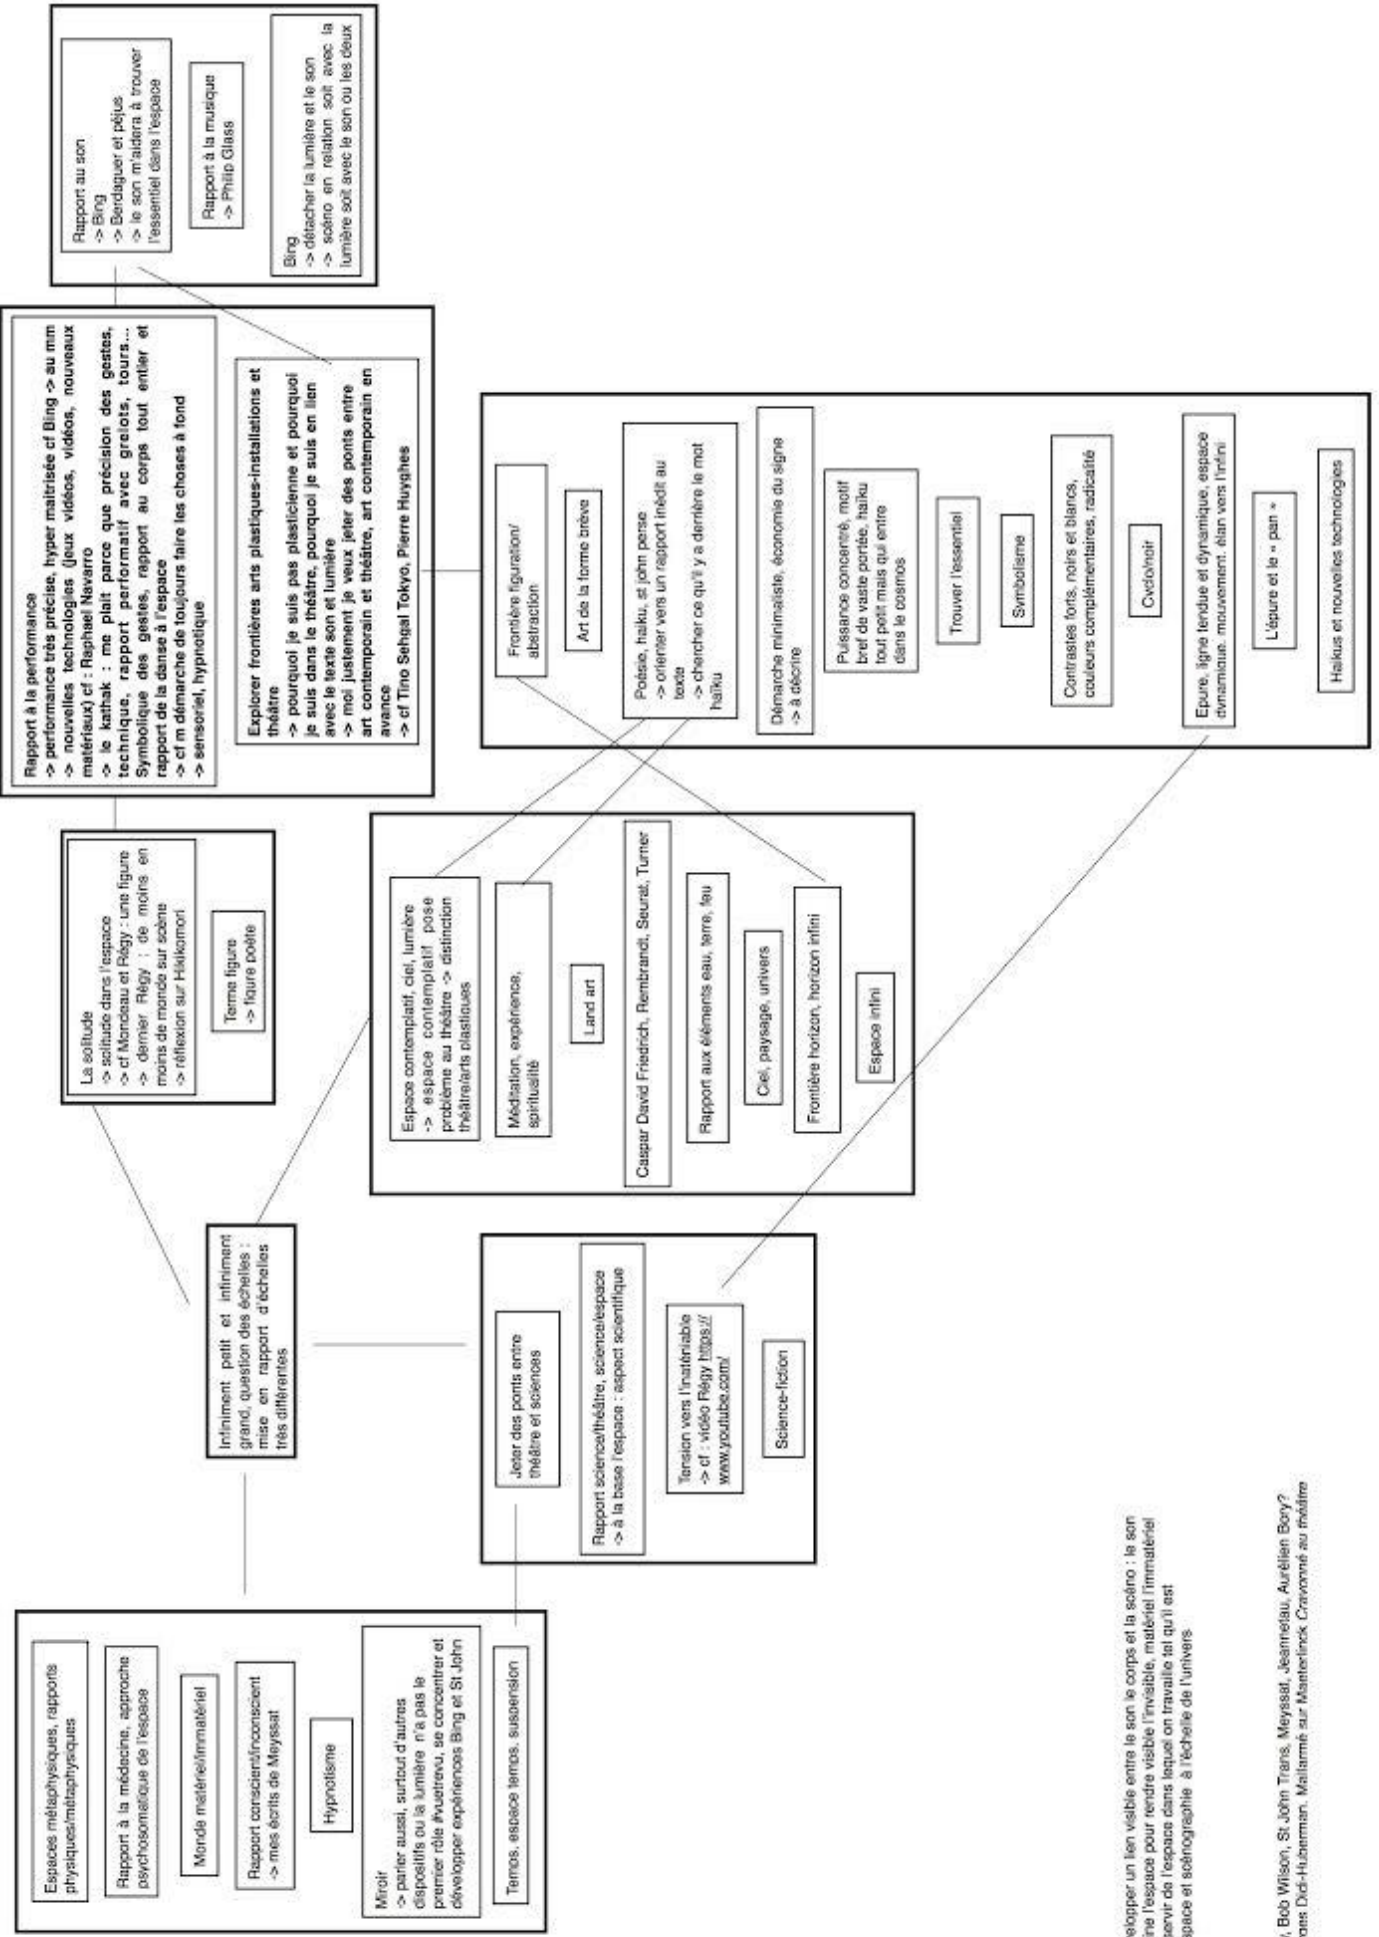 Espaces métaphysiques, rapports
physiques/métaphysiques
Rapport à la médecine, approche
psychosomatique de l'espace
Monde matériel/immatériel
Rapport conscient/inconscient
-> mes écrits de Meyssat
Hypnotisme
Miroir
-> parler aussi, surtout d'autres
dispositifs ou la lumière n'a pas le
premier rôle #vuetrevu, se concentrer et
développer expériences Bing et St John
Temps, espace temps, suspension
Infiniment petit et infiniment
grand, question des échelles :
mise en rapport d'échelles
très différentes
Jeter des ponts entre
théâtre et sciences
Rapport science/théâtre, science/espace
-> à la base l'espace : aspect scientifique
Tension vers l'inaténiable
-> cf : vidéo Régy https://
www.youtube.com/
Science-fiction
La solitude
-> solitude dans l'espace
-> cf Mondeau et Régy : une figure
-> dernier Régy : de moins en
moins de monde sur scène
-> réflexion sur Hikikomori
Terme figure
-> figure poète
Espace contemplatif, ciel, lumière
-> espace contemplatif pose
problème au théâtre -> distinction
théâtre/arts plastiques
Méditation, expérience,
spiritualité
Land art
Caspar David Friedrich, Rembrandt, Seurat, Turner
Rapport aux éléments eau, terre, feu
Ciel, paysage, univers
Frontière horizon, horizon infini
Espace infini
Rapport à la performance
-> performance très précise, hyper maitrisée cf Bing -> au mm
-> nouvelles technologies (jeux vidéos, vidéos, nouveaux
matériaux) cf : Raphael Navarro
-> le kathak : me plait parce que précision des gestes,
technique, rapport performatif avec grelots, tours...
Symbolique des gestes, rapport au corps tout entier et
rapport de la danse à l'espace
-> cf m démarche de toujours faire les choses à fond
-> sensoriel, hypnotique
Explorer frontières arts plastiques-installations et
théâtre
-> pourquoi je suis pas plasticienne et pourquoi
je suis dans le théâtre, pourquoi je suis en lien
avec le texte son et lumière
-> moi justement je veux jeter des ponts entre
art contemporain et théâtre, art contemporain en
avance
-> cf Tino Sehgal Tokyo, Pierre Huyghes
Frontière figuration/
abstraction
Art de la forme brève
Poésie, haiku, st john perse
-> orienter vers un rapport inédit au
texte
-> chercher ce qu'il y a derrière le mot
haïku
Démarche minimaliste, économie du signe
-> à décrire
Puissance concentré, motif
bref de vaste portée, haïku
tout petit mais qui entre
dans le cosmos
Trouver l'essentiel
Symbolisme
Contrastes forts, noirs et blancs,
couleurs complémentaires, radicalité
Cyclo/noir
Epure, ligne tendue et dynamique, espace
dynamique, mouvement, élan vers l'infini
L'épure et le « pan »
Haikus et nouvelles technologies
Rapport au son
-> Bing
-> Berdaguer et péjus
-> le son m'aidera à trouver
l'essentiel dans l'espace
Rapport à la musique
-> Philip Glass
Bing
-> détacher la lumière et le son
-> scéno en relation soit avec la
lumière soit avec le son ou les deux
elopper un lien visible entre le son le corps et la scéno : le son
ine l'espace pour rendre visible l'invisible, matériel l'immatériel
servir de l'espace dans lequel on travaille tel qu'il est
space et scénographie à l'échelle de l'univers
, Bob Wilson, St John Trans, Meyssat, Jeanneteau, Aurélien Bory?
rges Didi-Huberman. Mallarmé sur Maeterlinck Crayonné au théâtre